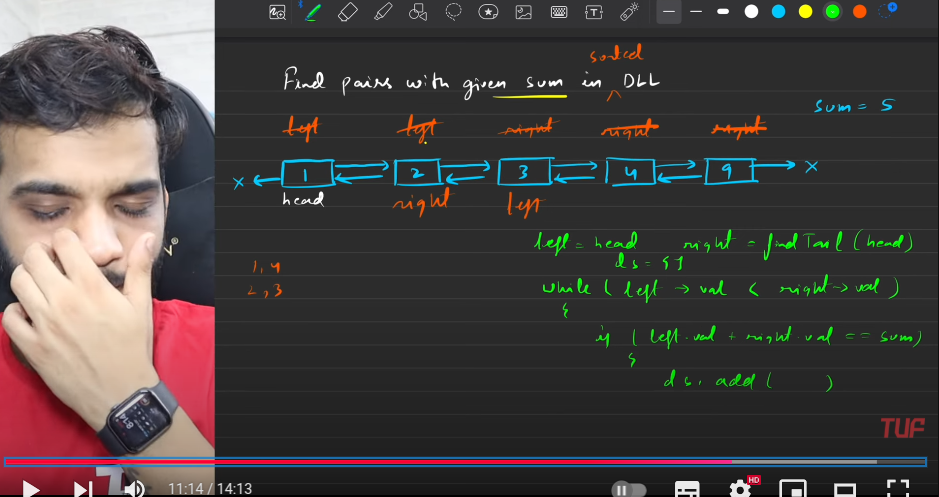 sorted
Find pairs with given sum in DLL
sum = 5
left left right right right
x 1 2 3 4 9 x
head right left
left = head right = findTail (head)
ds = { }
1, 4
while ( left → val < right → val )
2, 3
{
if ( left.val + right.val == sum)
{
ds. add ( )
TUF
11:14 / 14:13
HD